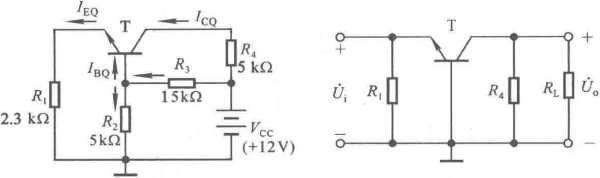 I_EQ
T
I_CQ
I_BQ
R_3
R_4
5 kΩ
15kΩ
R_1
2.3 kΩ
R_2
5kΩ
V_CC
(+12V)
T
+
+
U̇_i
R_1
R_4
R_L
U̇_o
−
−